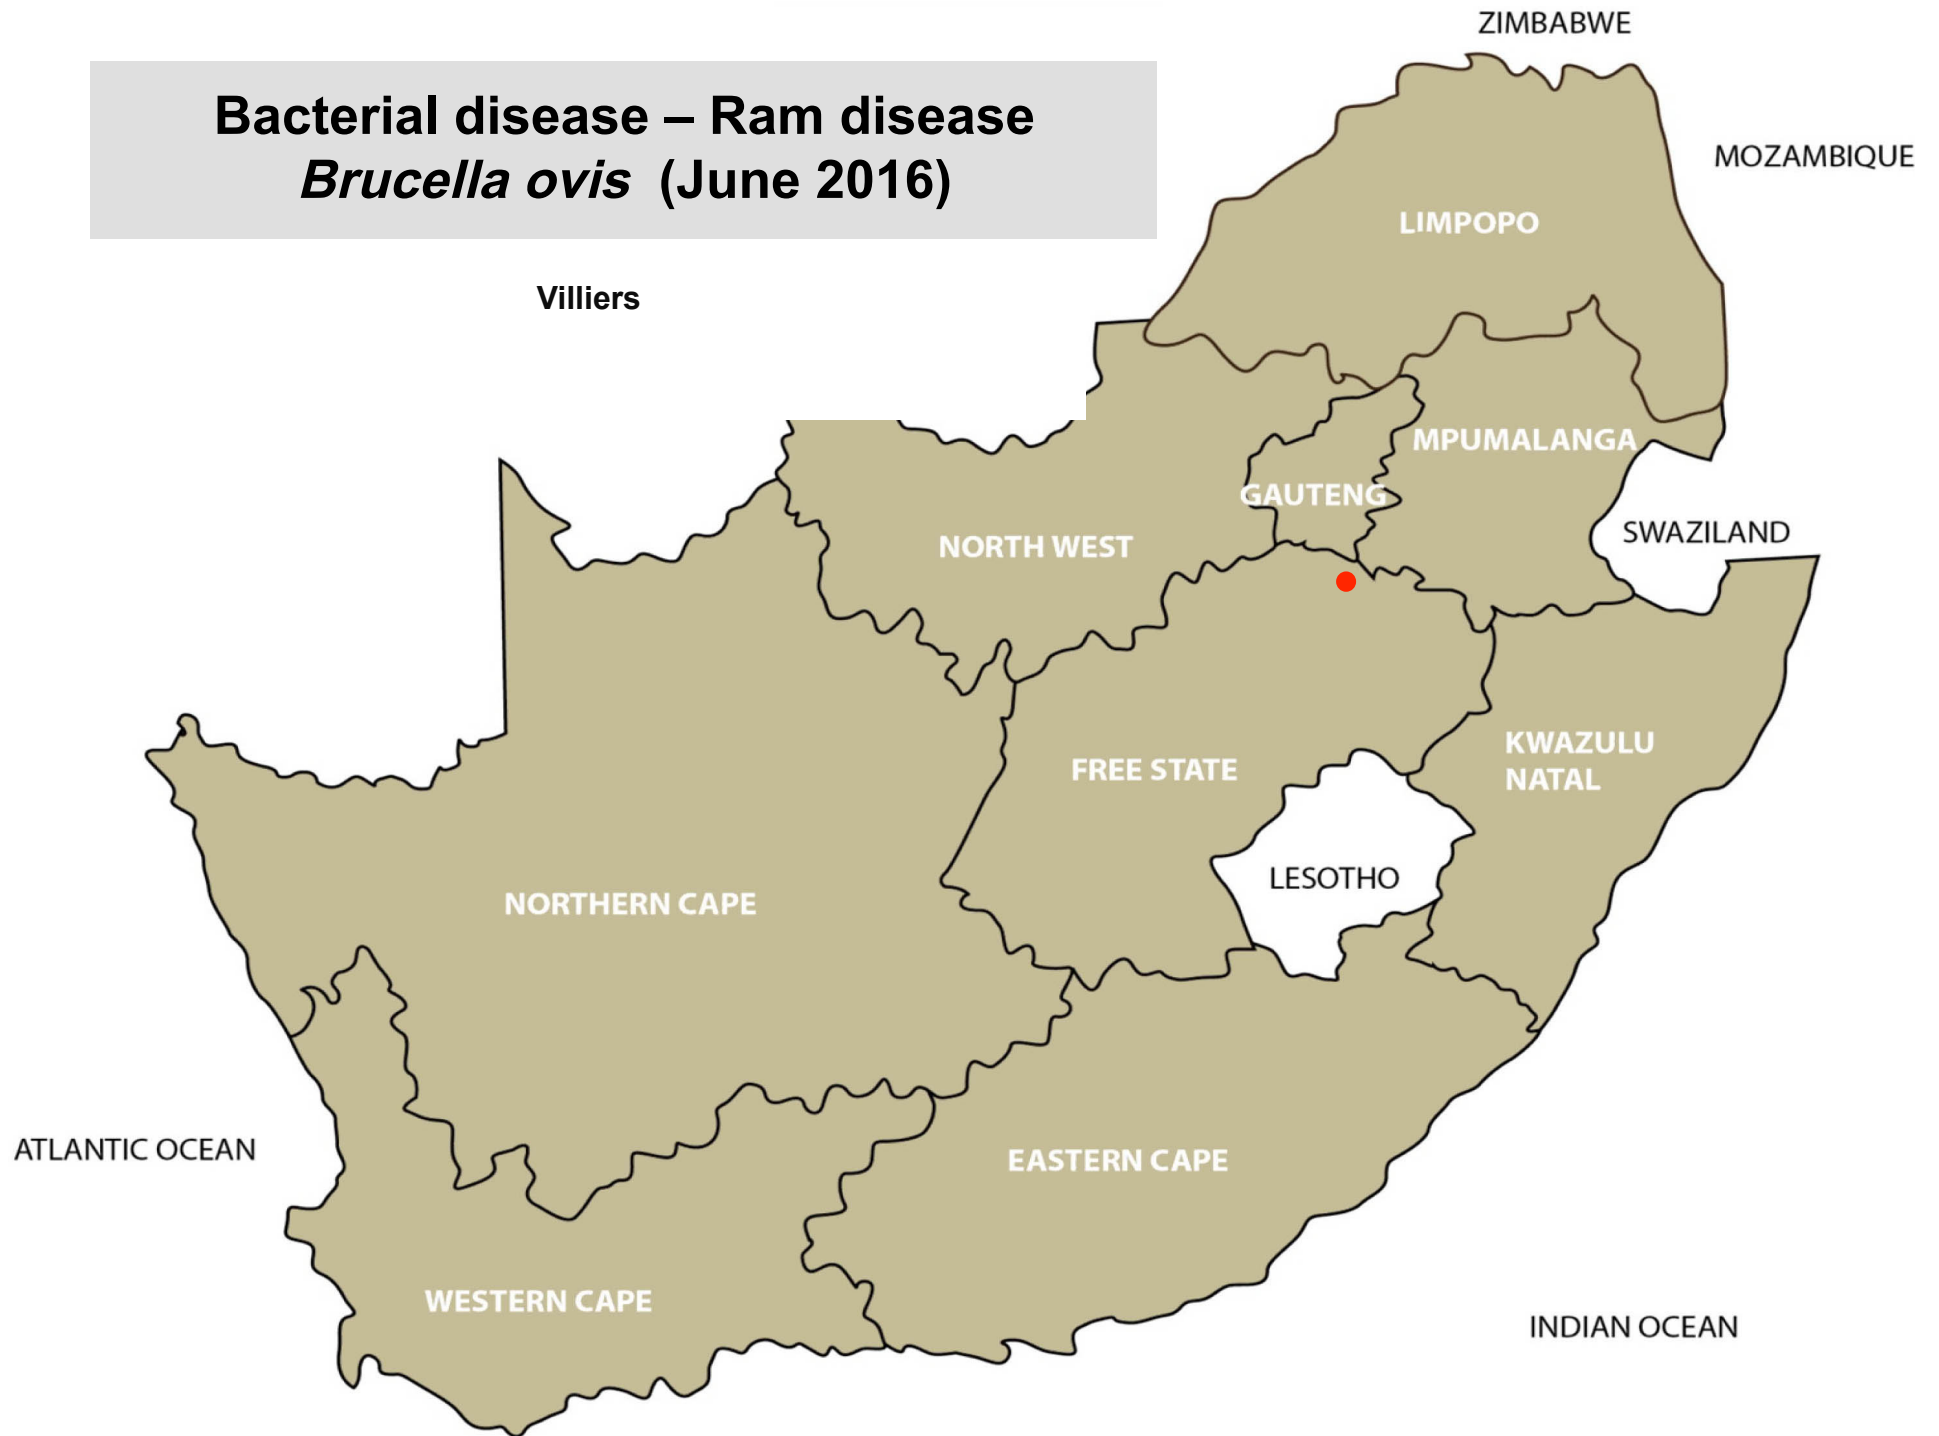 ZIMBABWE
Bacterial disease – Ram disease
Brucella ovis (June 2016)
MOZAMBIQUE
LIMPOPO
Villiers
MPUMALANGA
GAUTENG
SWAZILAND
NORTH WEST
KWAZULU
NATAL
FREE STATE
LESOTHO
NORTHERN CAPE
ATLANTIC OCEAN
EASTERN CAPE
WESTERN CAPE
INDIAN OCEAN